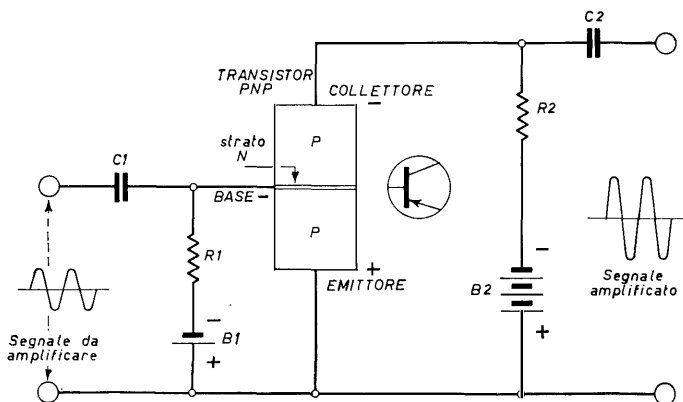 C2
TRANSISTOR
PNP
COLLETTORE
-
R2
P
strato
N
C1
BASE -
P
R1
-
+
EMITTORE
-
B2
+
Segnale
amplificato
-
B1
+
Segnale da
amplificare